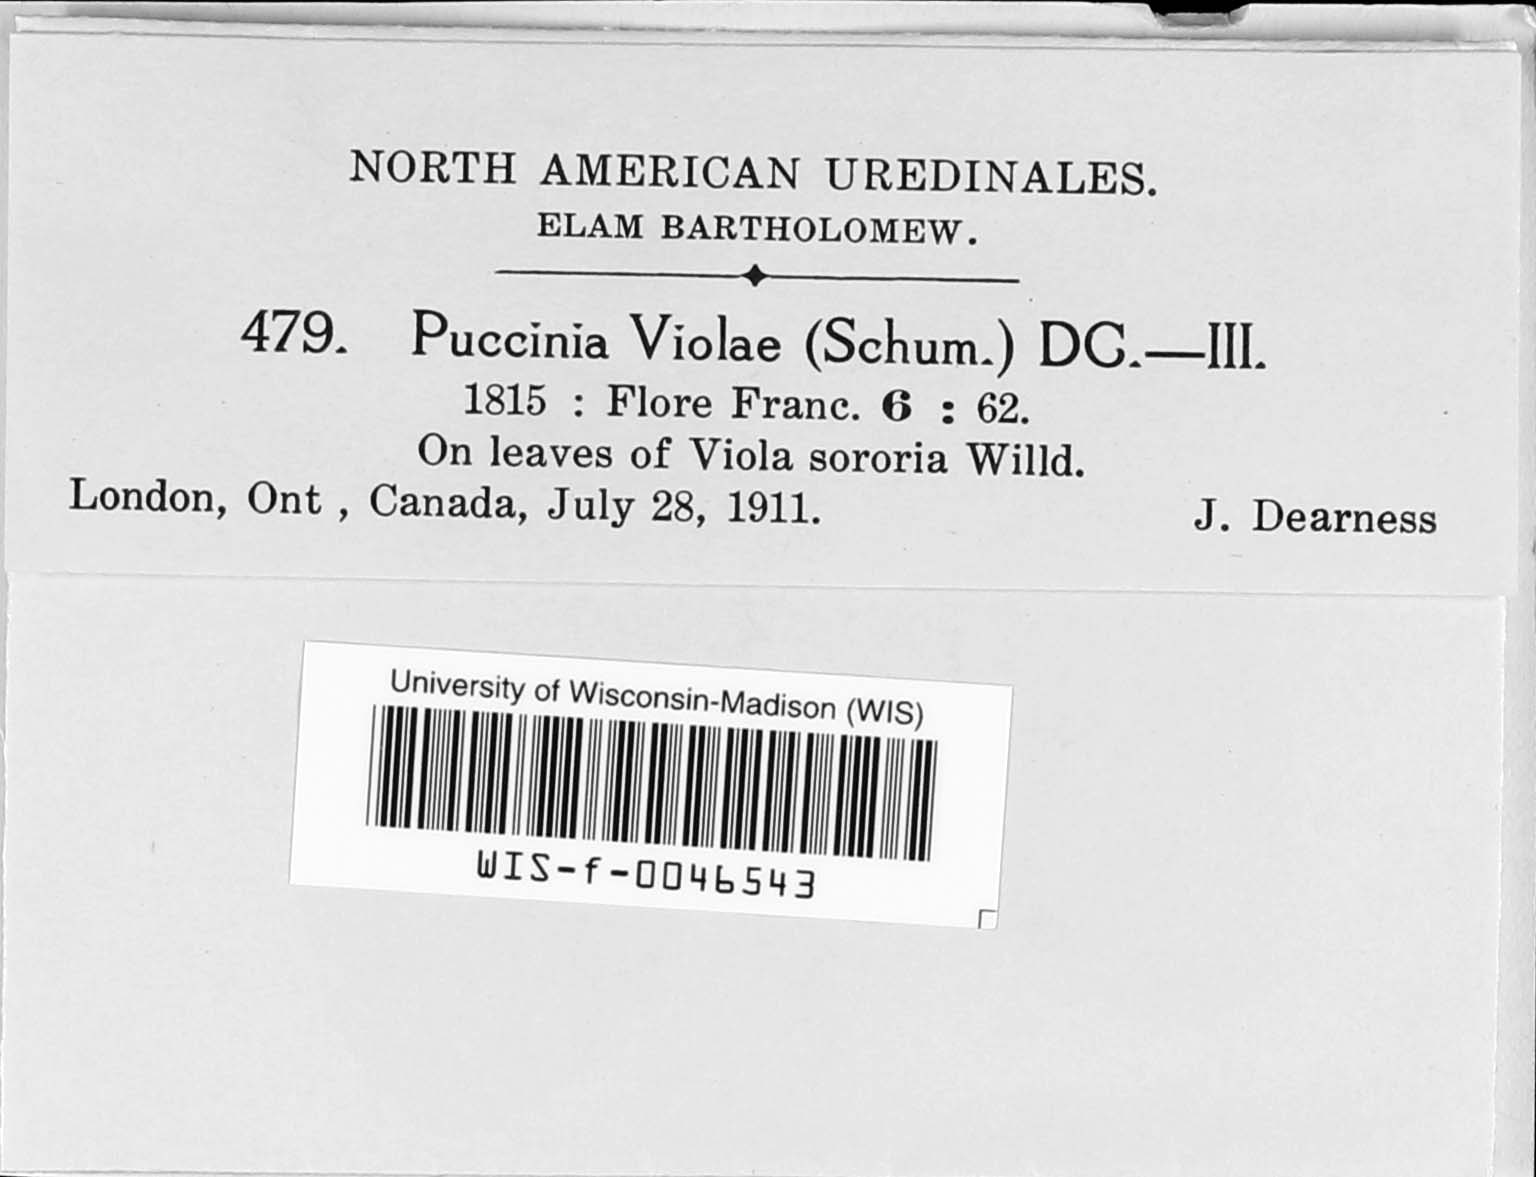 NORTH AMERICAN UREDINALES.
ELAM BARTHOLOMEW.
479. Puccinia Violae (Schum.) DC.—III.
1815 : Flore Franc. 6 : 62.
On leaves of Viola sororia Willd.
London, Ont , Canada, July 28, 1911. J. Dearness
University of Wisconsin-Madison (WIS)
WIS-f-0046543